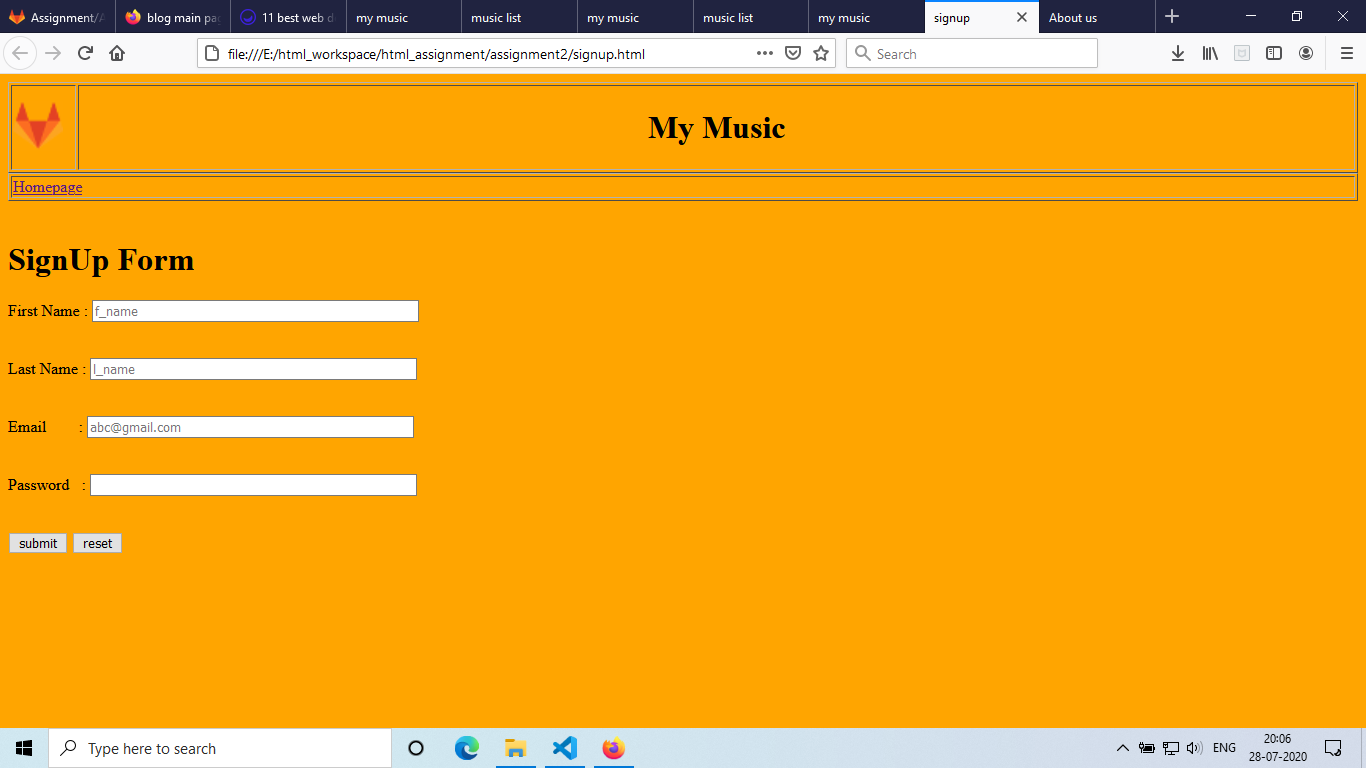 Assignment/A
blog main pag
11 best web d
my music
music list
my music
music list
my music
signup
About us
file:///E:/html_workspace/html_assignment/assignment2/signup.html
Search
My Music
Homepage
SignUp Form
First Name : f_name
Last Name : l_name
Email : abc@gmail.com
Password :
submit reset
Type here to search
ENG
20:06
28-07-2020